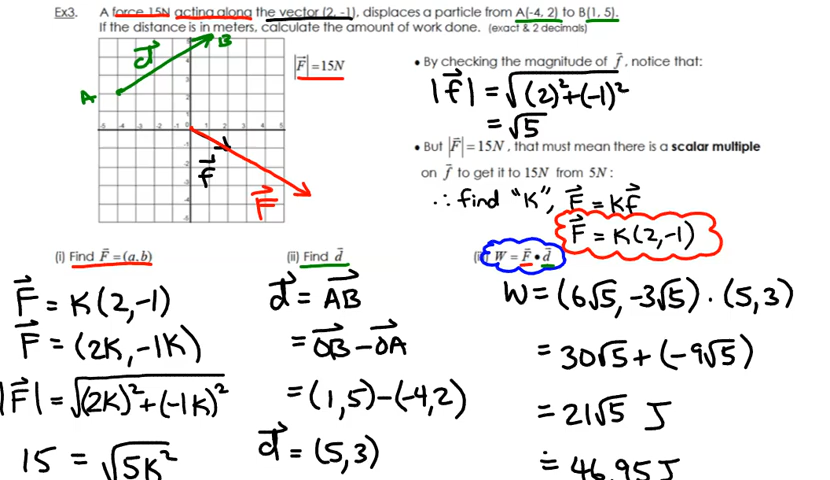 Ex3. A force 15N acting along the vector (2, -1), displaces a particle from A(-4, 2) to B(1, 5).
If the distance is in meters, calculate the amount of work done. (exact & 2 decimals)
A
d⃗
B
|F⃗| = 15N
f⃗
F⃗
• By checking the magnitude of f⃗, notice that:
|f⃗| = √((2)² + (-1)²)
= √5
• But |F⃗| = 15N, that must mean there is a scalar multiple
on f⃗ to get it to 15N from 5N:
∴ find "K", F⃗ = Kf⃗
F⃗ = K(2, -1)
(i) Find F⃗ = (a, b)
F⃗ = K(2, -1)
F⃗ = (2K, -1K)
|F⃗| = √((2K)² + (-1K)²)
15 = √5K²
(ii) Find d⃗
d⃗ = AB⃗
= OB⃗ - OA⃗
= (1, 5) - (-4, 2)
d⃗ = (5, 3)
W = F⃗ • d⃗
W = (6√5, -3√5) · (5, 3)
= 30√5 + (-9√5)
= 21√5 J
≐ 46.95 J